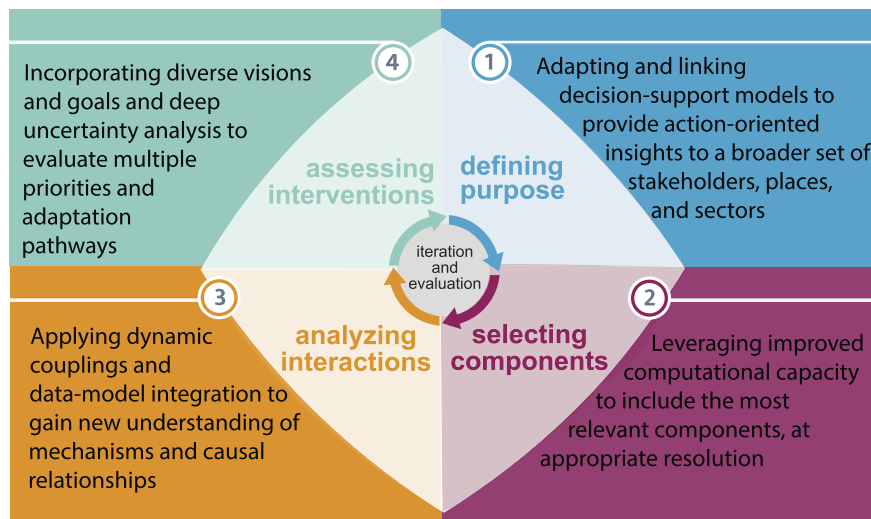 1
Adapting and linking
decision-support models to
provide action-oriented
insights to a broader set of
stakeholders, places,
and sectors
defining
purpose
2
Leveraging improved
computational capacity
to include the most
relevant components, at
appropriate resolution
selecting
components
3
Applying dynamic
couplings and
data-model integration to
gain new understanding of
mechanisms and causal
relationships
analyzing
interactions
4
Incorporating diverse visions
and goals and deep
uncertainty analysis to
evaluate multiple
priorities and
adaptation
pathways
assessing
interventions
iteration
and
evaluation